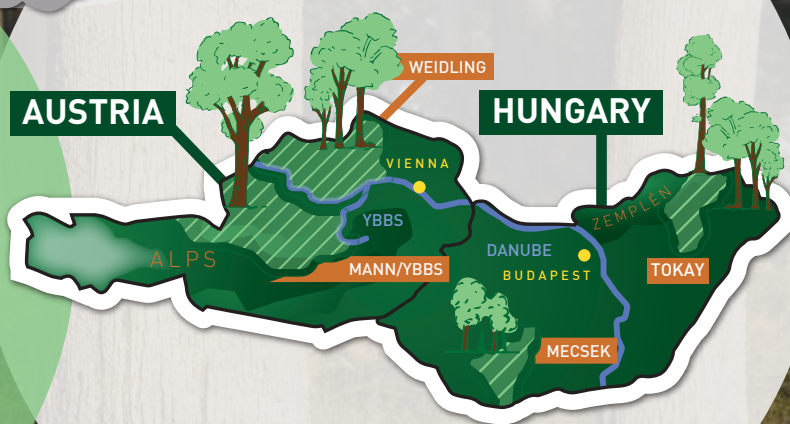 WEIDLING
AUSTRIA
HUNGARY
VIENNA
ZEMPLÉN
YBBS
DANUBE
ALPS
MANN/YBBS
BUDAPEST
TOKAY
MECSEK